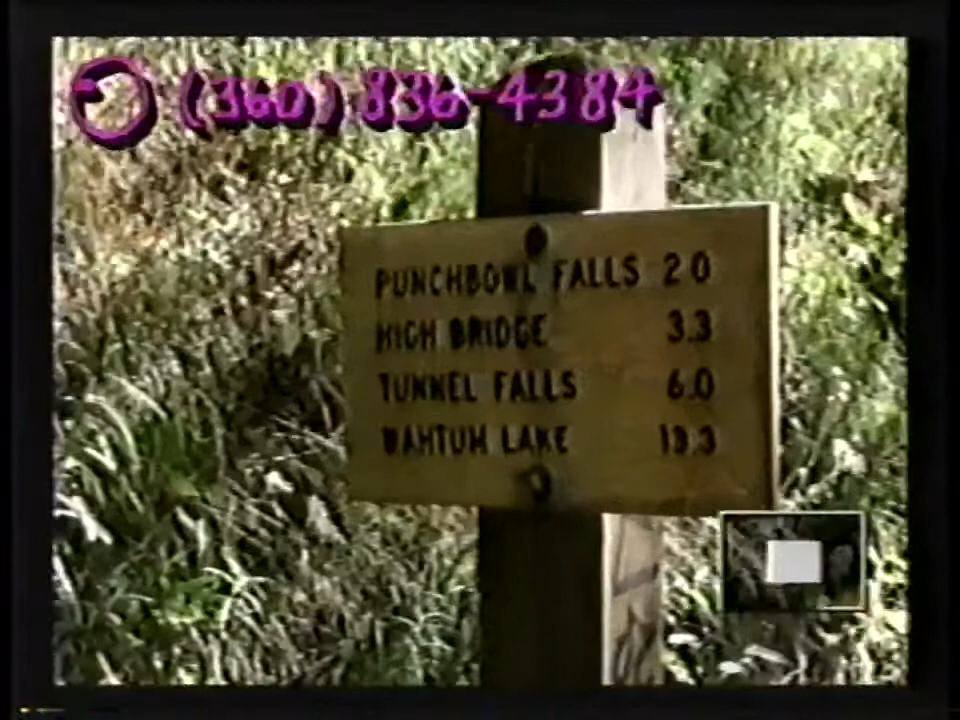 (360) 836-4384
PUNCHBOWL FALLS 2.0
HIGH BRIDGE 3.3
TUNNEL FALLS 6.0
WAHTUM LAKE 13.3